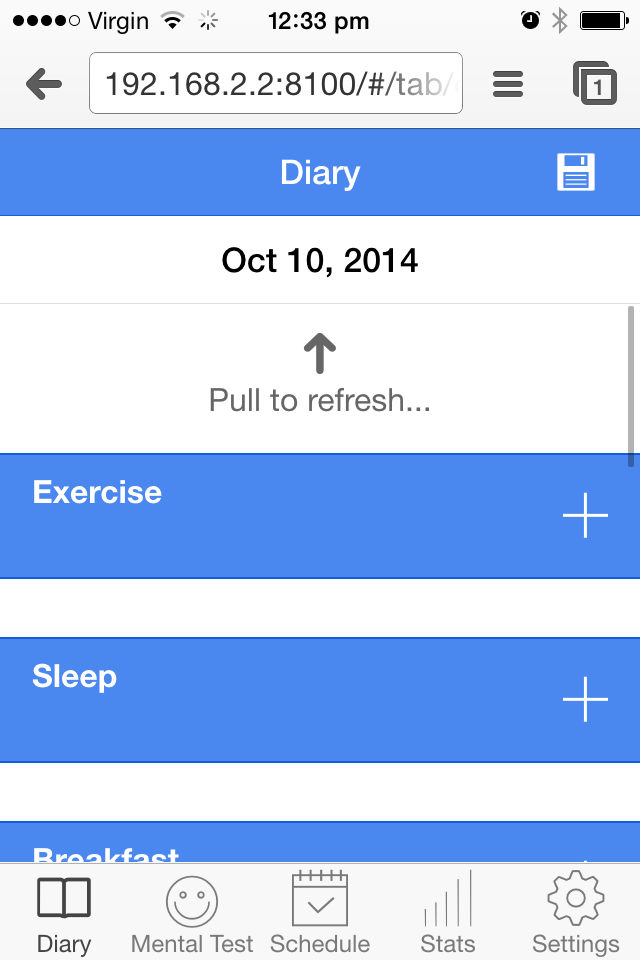 Virgin 12:33 pm
192.168.2.2:8100/#/tab/
1
Diary
Oct 10, 2014
Pull to refresh...
Exercise
Sleep
Breakfast
Diary Mental Test Schedule Stats Settings